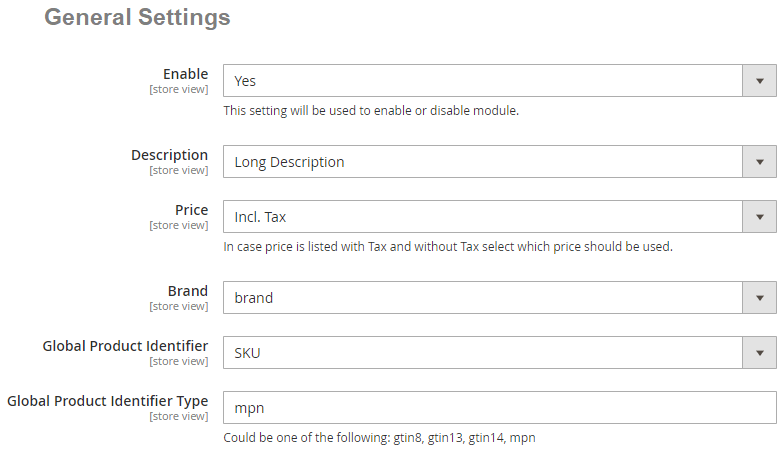 General Settings
Enable
[store view]
Yes
This setting will be used to enable or disable module.
Description
[store view]
Long Description
Price
[store view]
Incl. Tax
In case price is listed with Tax and without Tax select which price should be used.
Brand
[store view]
brand
Global Product Identifier
[store view]
SKU
Global Product Identifier Type
[store view]
mpn
Could be one of the following: gtin8, gtin13, gtin14, mpn